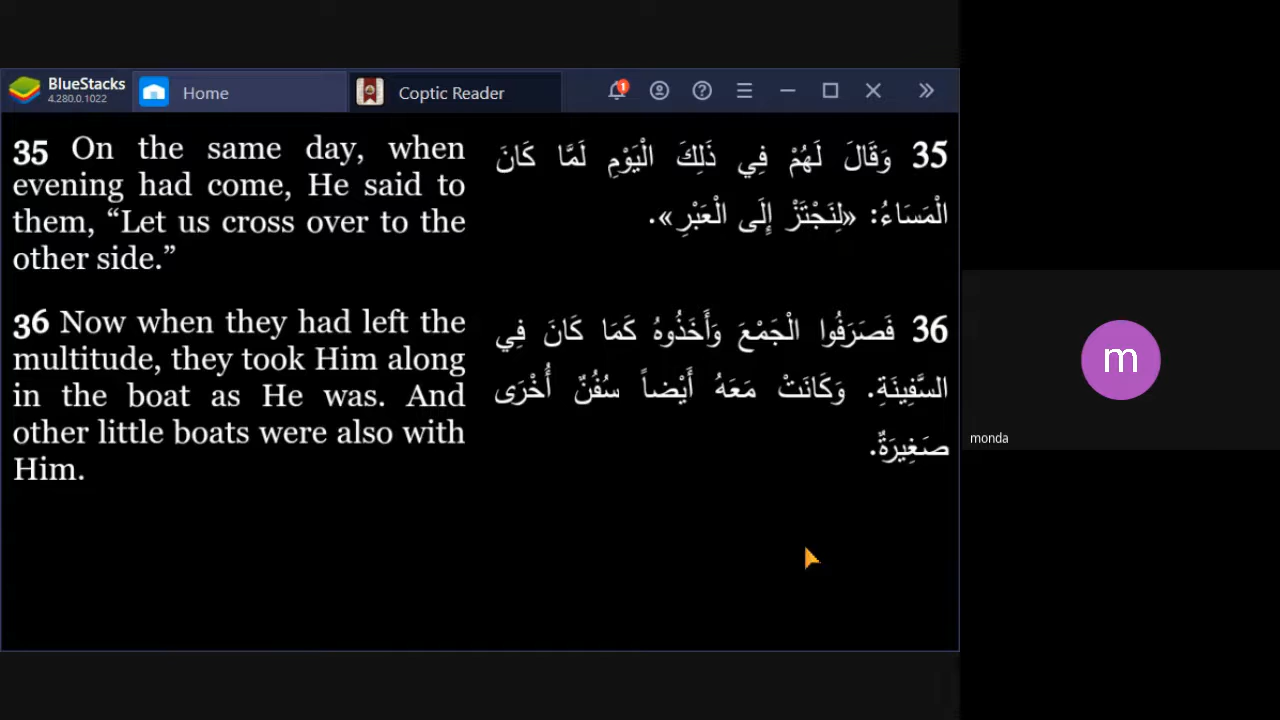 BlueStacks
4.280.0.1022
Home
Coptic Reader
1
35 On the same day, when
evening had come, He said to
them, “Let us cross over to the
other side.”
36 Now when they had left the
multitude, they took Him along
in the boat as He was. And
other little boats were also with
Him.
35 وَقَالَ لَهُمْ فِي ذَلِكَ الْيَوْمِ لَمَّا كَانَ
الْمَسَاءُ: «لِنَجْتَزْ إِلَى الْعَبْرِ».
36 فَصَرَفُوا الْجَمْعَ وَأَخَذُوهُ كَمَا كَانَ فِي
السَّفِينَةِ. وَكَانَتْ مَعَهُ أَيْضاً سُفُنٌ أُخْرَى
صَغِيرَةٌ.
m
monda